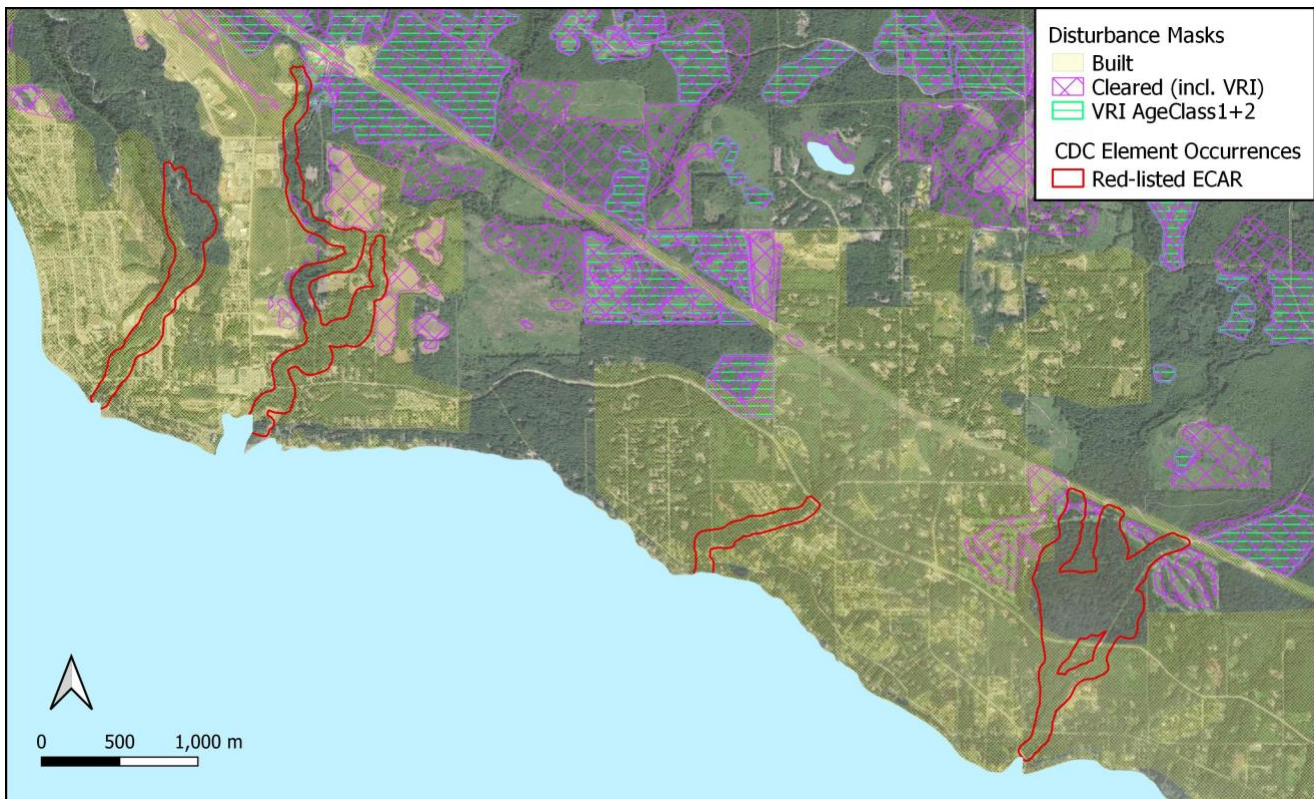 Disturbance Masks
Built
Cleared (incl. VRI)
VRI AgeClass1+2
CDC Element Occurrences
Red-listed ECAR
0 500 1,000 m